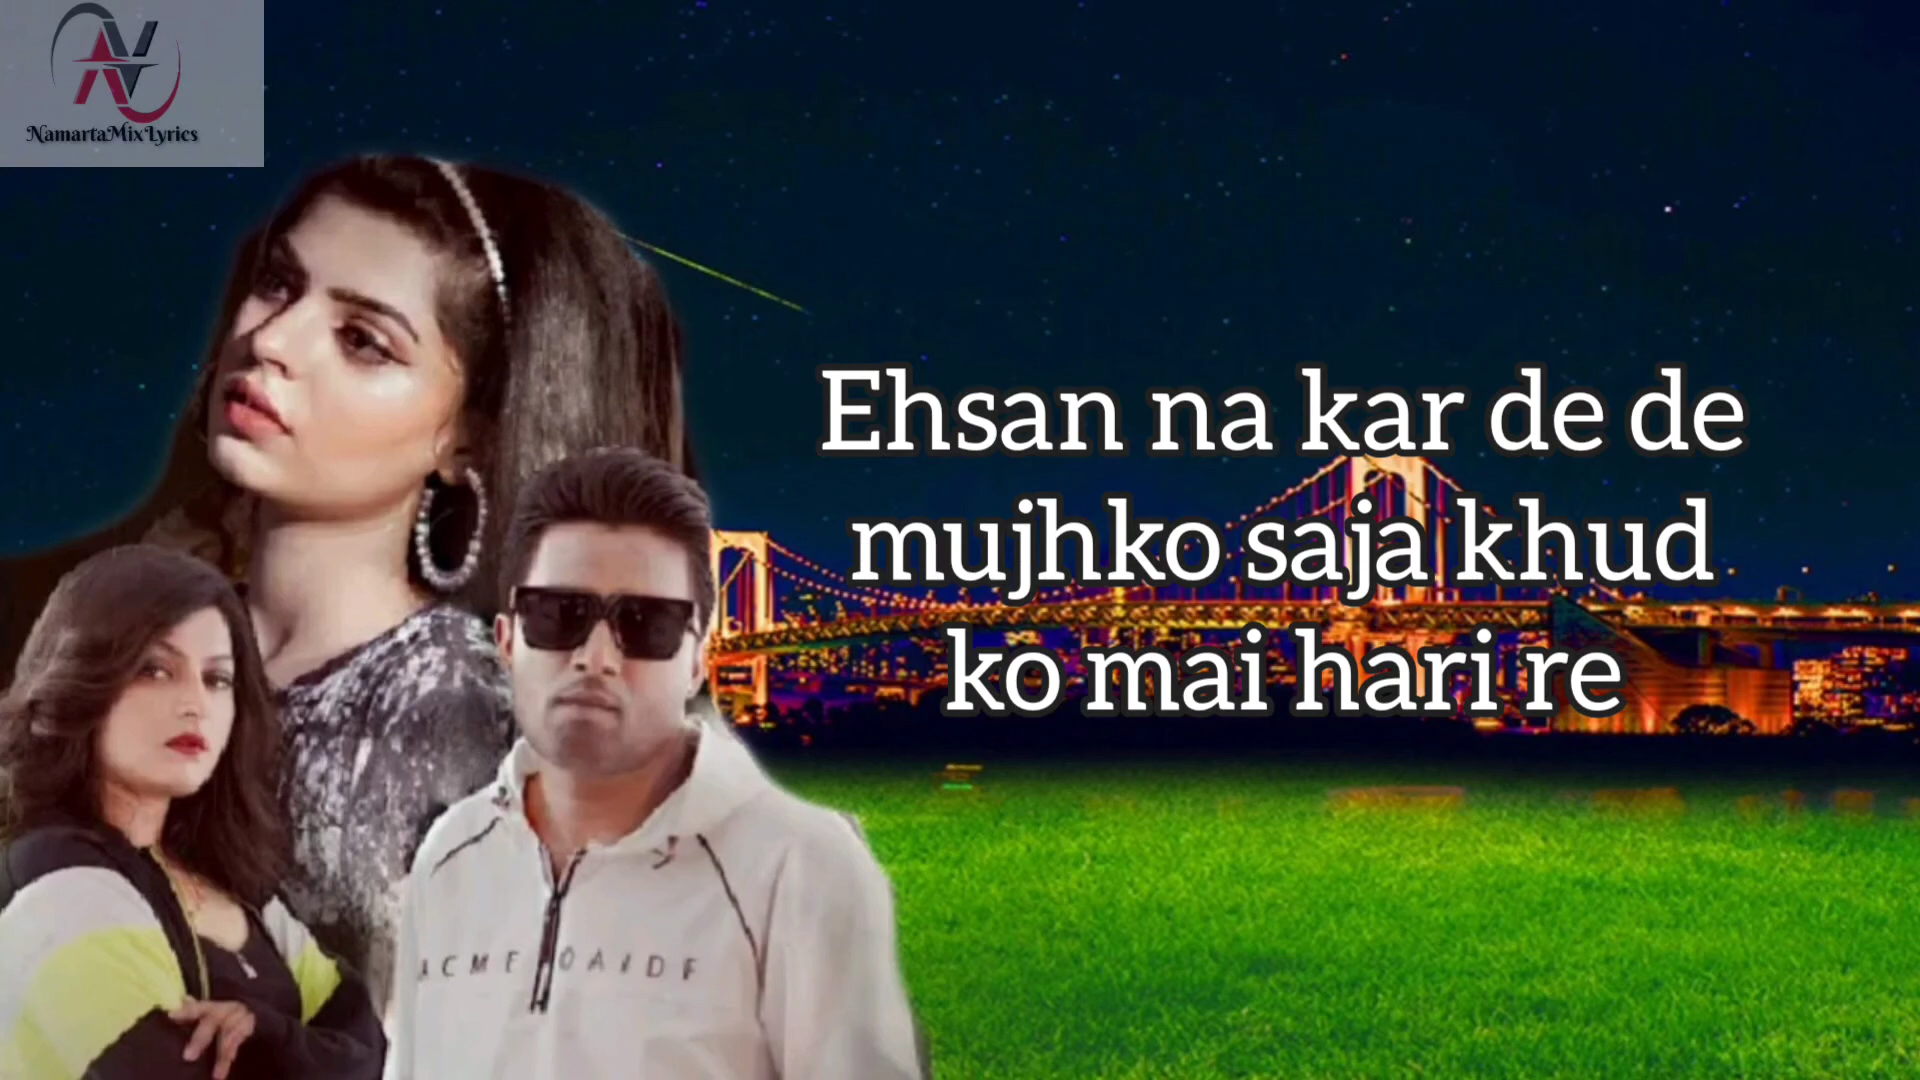 NamartaMixLyrics
Ehsan na kar de de
mujhko saja khud
ko mai hari re